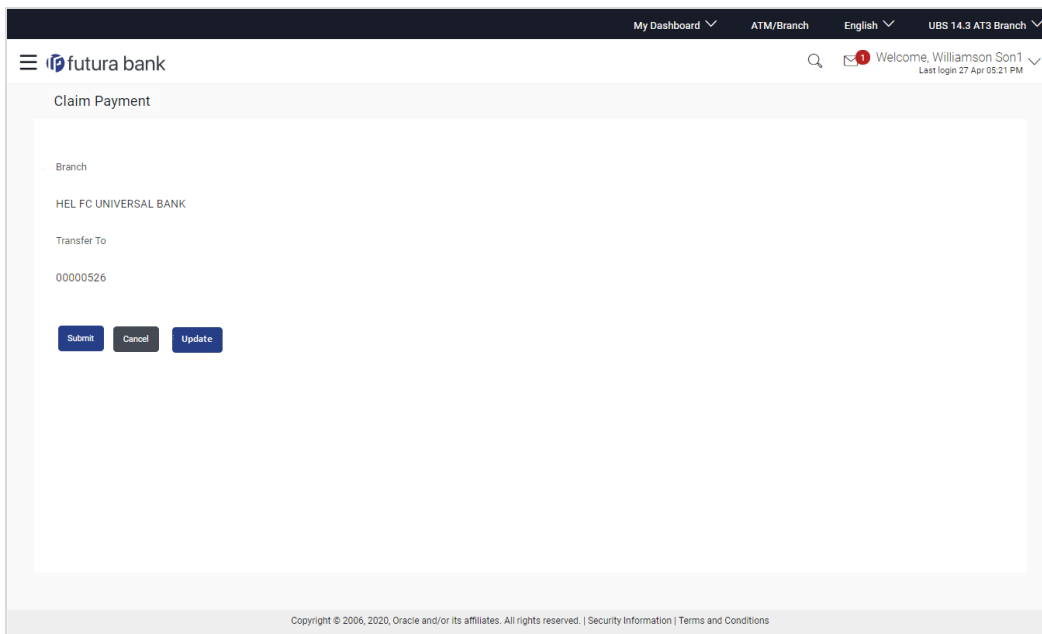 My Dashboard ATM/Branch English UBS 14.3 AT3 Branch
futura bank 1 Welcome, Williamson Son1
Last login 27 Apr 05:21 PM
Claim Payment
Branch
HEL FC UNIVERSAL BANK
Transfer To
00000526
Submit Cancel Update
Copyright © 2006, 2020, Oracle and/or its affiliates. All rights reserved. | Security Information | Terms and Conditions